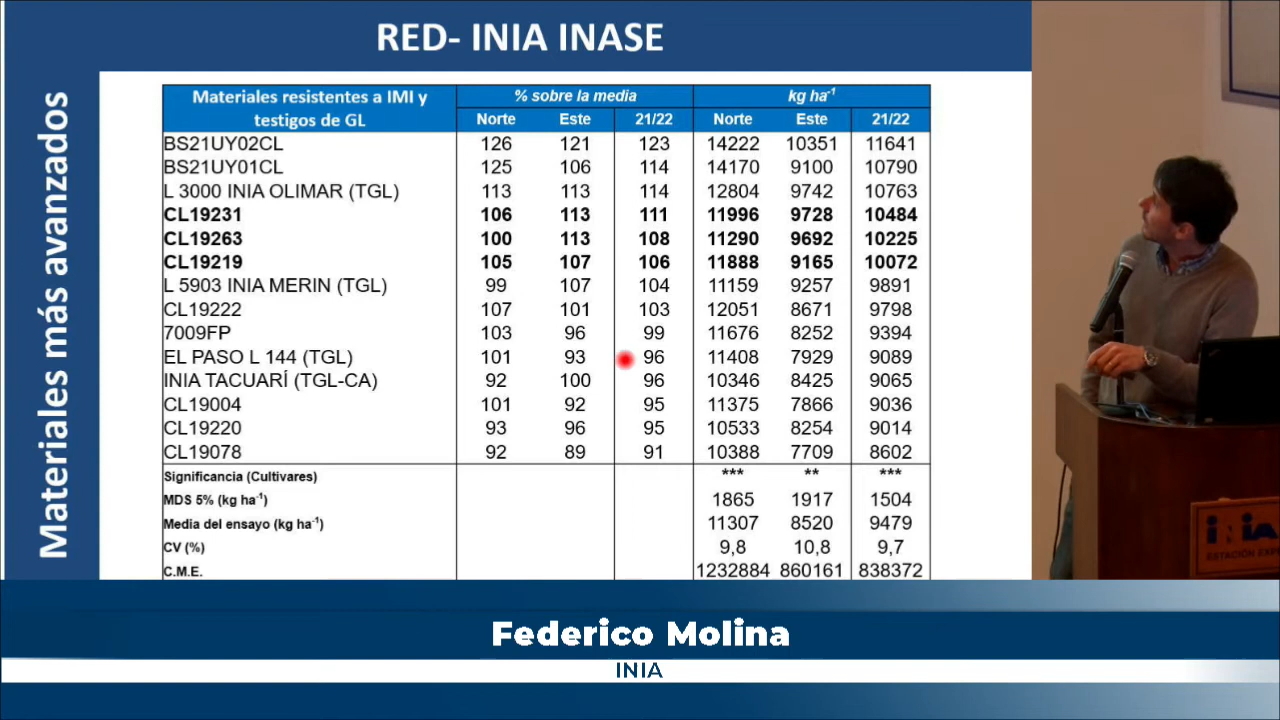 RED- INIA INASE
Materiales más avanzados
Materiales resistentes a IMI y testigos de GL % sobre la media kg ha⁻¹
Norte Este 21/22 Norte Este 21/22
BS21UY02CL 126 121 123 14222 10351 11641
BS21UY01CL 125 106 114 14170 9100 10790
L 3000 INIA OLIMAR (TGL) 113 113 114 12804 9742 10763
CL19231 106 113 111 11996 9728 10484
CL19263 100 113 108 11290 9692 10225
CL19219 105 107 106 11888 9165 10072
L 5903 INIA MERIN (TGL) 99 107 104 11159 9257 9891
CL19222 107 101 103 12051 8671 9798
7009FP 103 96 99 11676 8252 9394
EL PASO L 144 (TGL) 101 93 96 11408 7929 9089
INIA TACUARÍ (TGL-CA) 92 100 96 10346 8425 9065
CL19004 101 92 95 11375 7866 9036
CL19220 93 96 95 10533 8254 9014
CL19078 92 89 91 10388 7709 8602
Significancia (Cultivares) *** ** ***
MDS 5% (kg ha⁻¹) 1865 1917 1504
Media del ensayo (kg ha⁻¹) 11307 8520 9479
CV (%) 9,8 10,8 9,7
C.M.E. 1232884 860161 838372
INIA
ESTACIÓN
Federico Molina
INIA